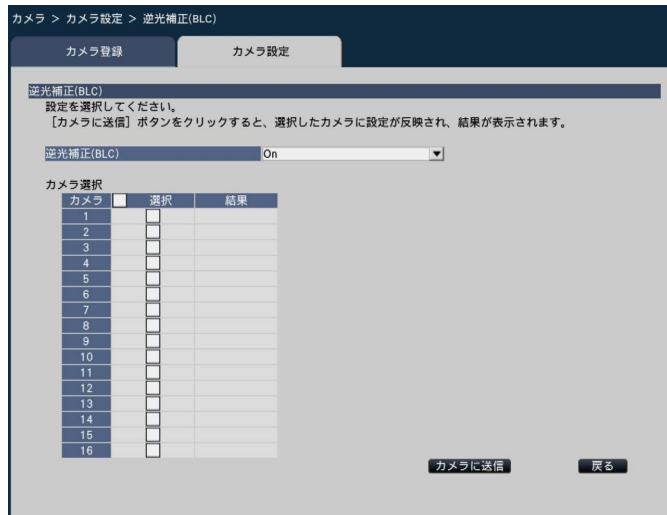 カメラ > カメラ設定 > 逆光補正(BLC)
カメラ登録 カメラ設定
逆光補正(BLC)
設定を選択してください。
［カメラに送信］ボタンをクリックすると、選択したカメラに設定が反映され、結果が表示されます。
逆光補正(BLC) On
カメラ選択
カメラ 選択 結果
1
2
3
4
5
6
7
8
9
10
11
12
13
14
15
16
カメラに送信 戻る